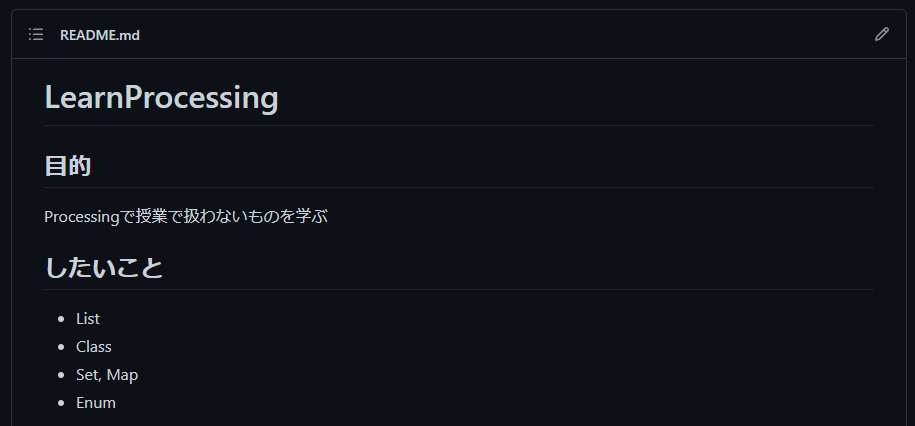 README.md
LearnProcessing
目的
Processingで授業で扱わないものを学ぶ
したいこと
List
Class
Set, Map
Enum